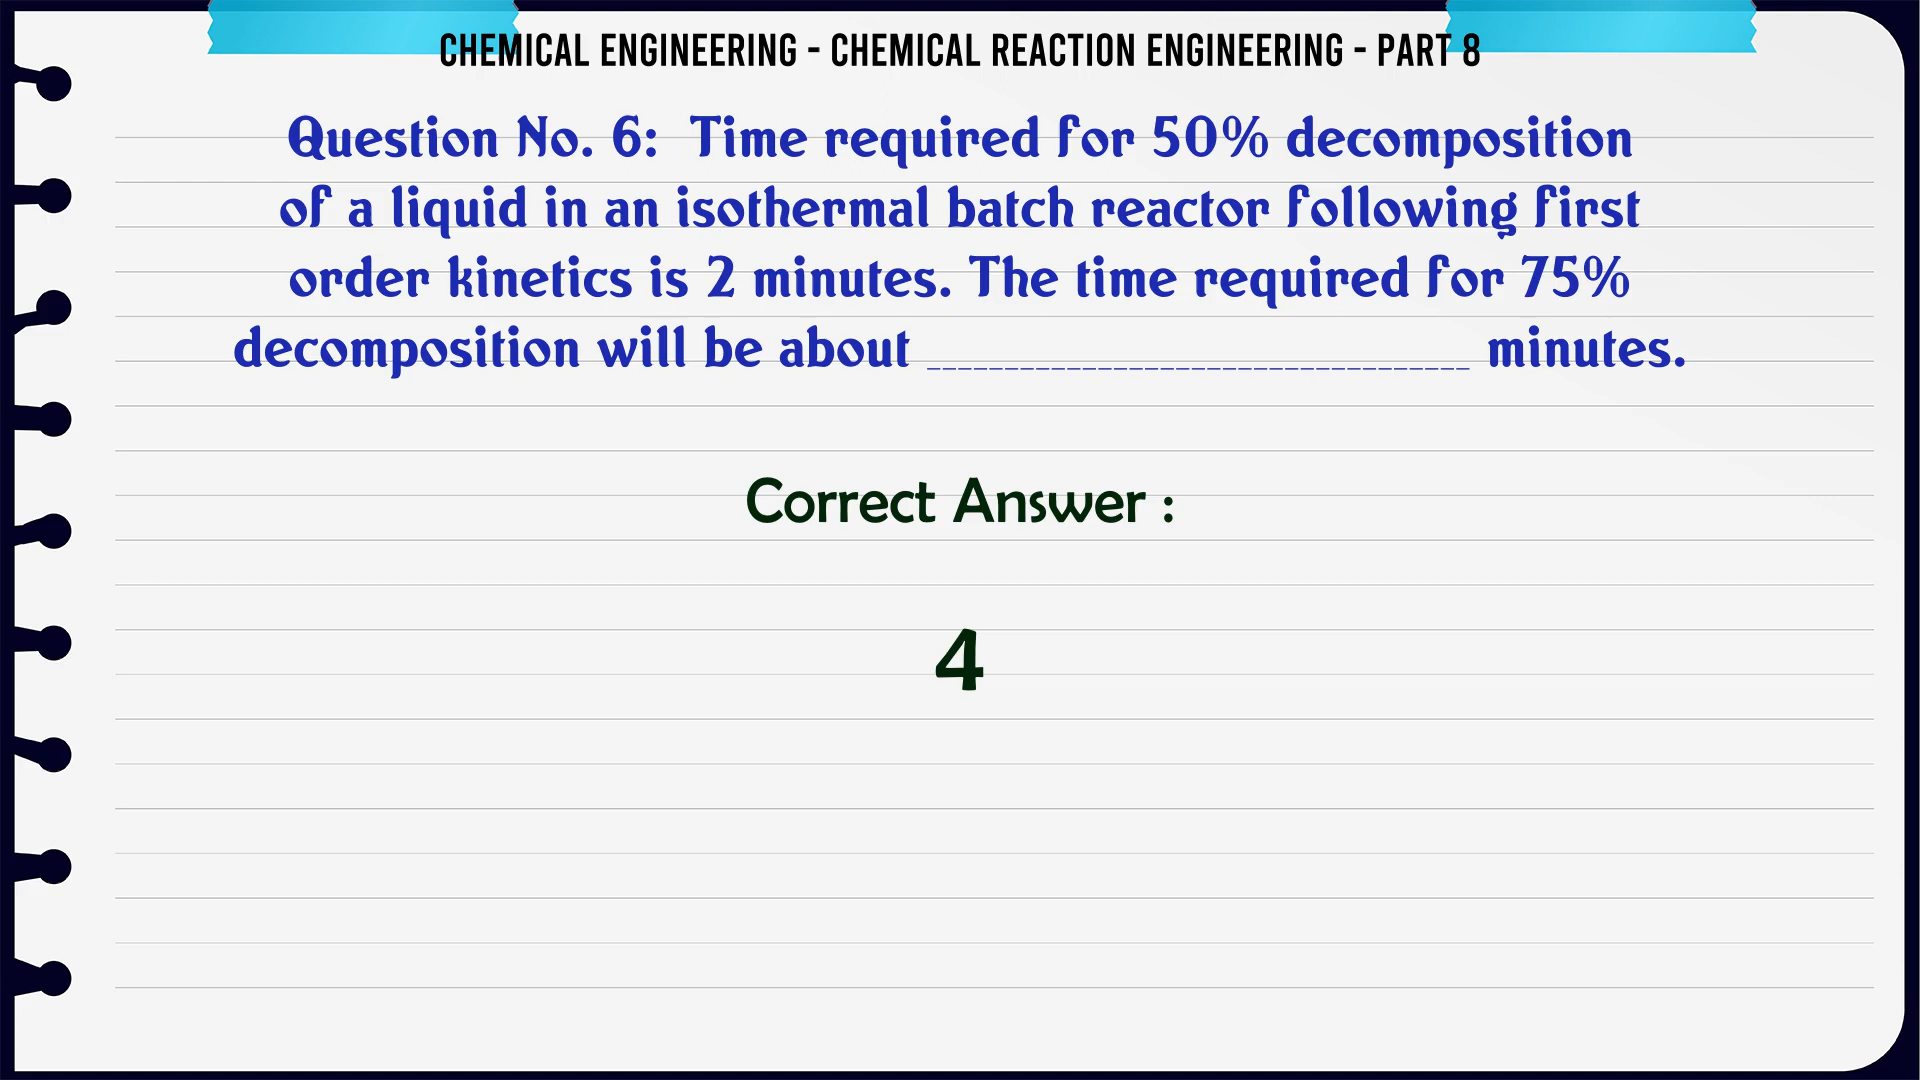 CHEMICAL ENGINEERING - CHEMICAL REACTION ENGINEERING - PART 8
Question No. 6: Time required for 50% decomposition
of a liquid in an isothermal batch reactor following first
order kinetics is 2 minutes. The time required for 75%
decomposition will be about ___________________________________ minutes.
Correct Answer :
4